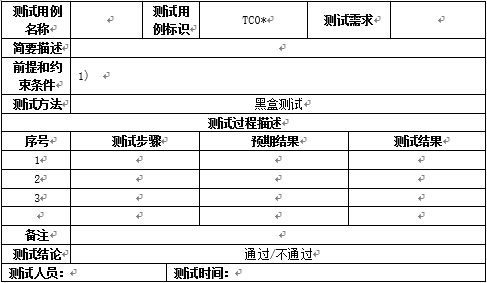 测试用例名称 测试用例标识 TC0* 测试需求
简要描述
前提和约束条件 1)
测试方法 黑盒测试
测试过程描述
序号 测试步骤 预期结果 测试结果
1
2
3
备注
测试结论 通过/不通过
测试人员： 测试时间：